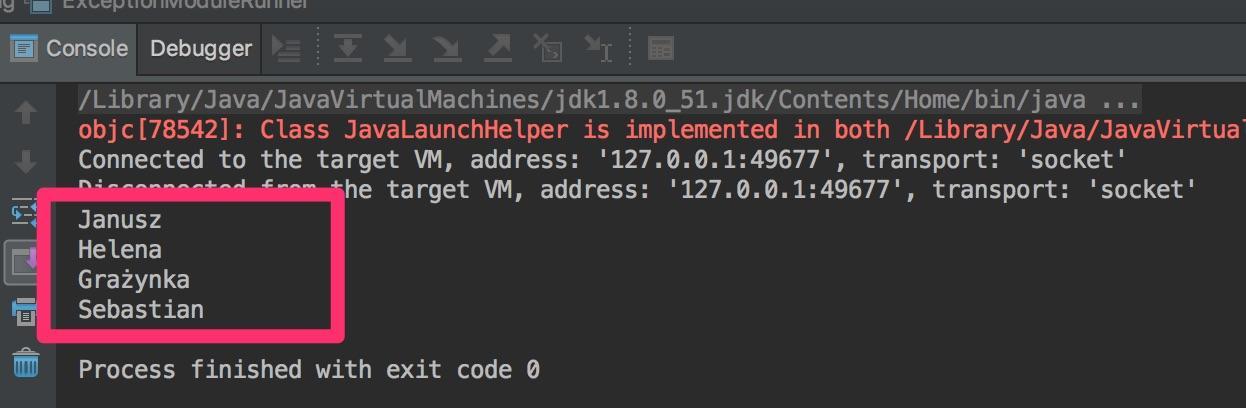 ExceptionModuleRunner
Console Debugger
/Library/Java/JavaVirtualMachines/jdk1.8.0_51.jdk/Contents/Home/bin/java ...
objc[78542]: Class JavaLaunchHelper is implemented in both /Library/Java/JavaVirtual
Connected to the target VM, address: '127.0.0.1:49677', transport: 'socket'
Disconnected from the target VM, address: '127.0.0.1:49677', transport: 'socket'
Janusz
Helena
Grażynka
Sebastian
Process finished with exit code 0